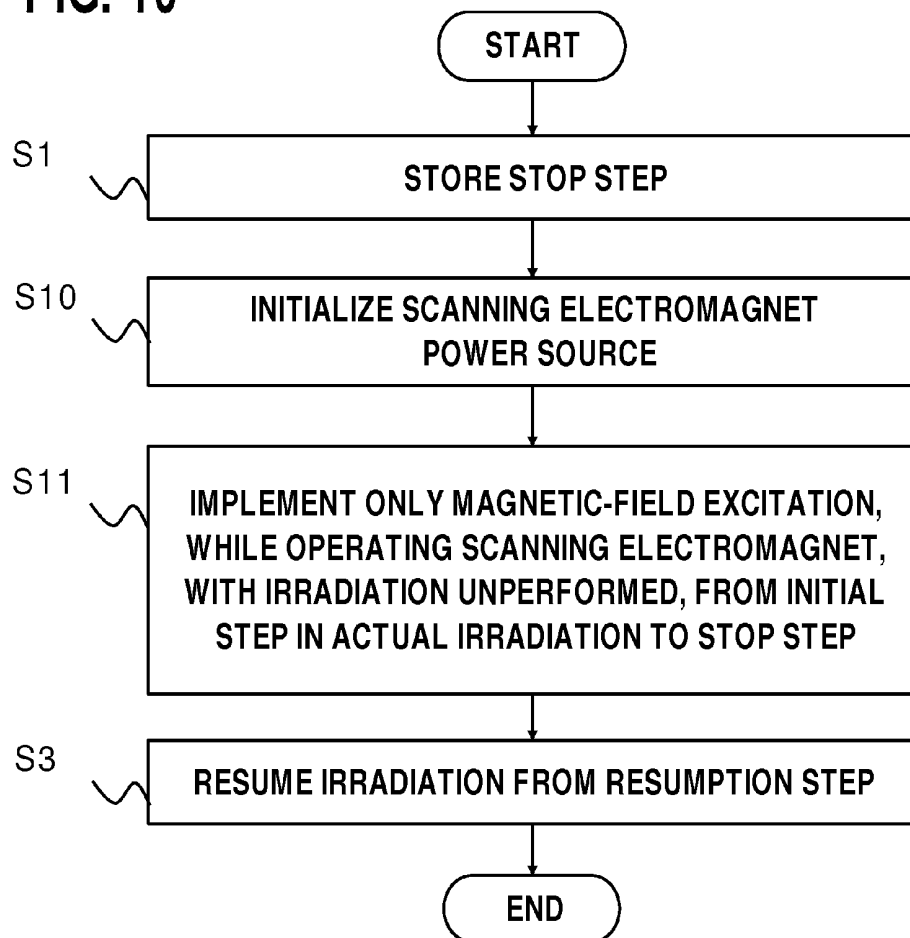 FIG. 10
START
S1
STORE STOP STEP
S10
INITIALIZE SCANNING ELECTROMAGNET
POWER SOURCE
S11
IMPLEMENT ONLY MAGNETIC-FIELD EXCITATION,
WHILE OPERATING SCANNING ELECTROMAGNET,
WITH IRRADIATION UNPERFORMED, FROM INITIAL
STEP IN ACTUAL IRRADIATION TO STOP STEP
S3
RESUME IRRADIATION FROM RESUMPTION STEP
END